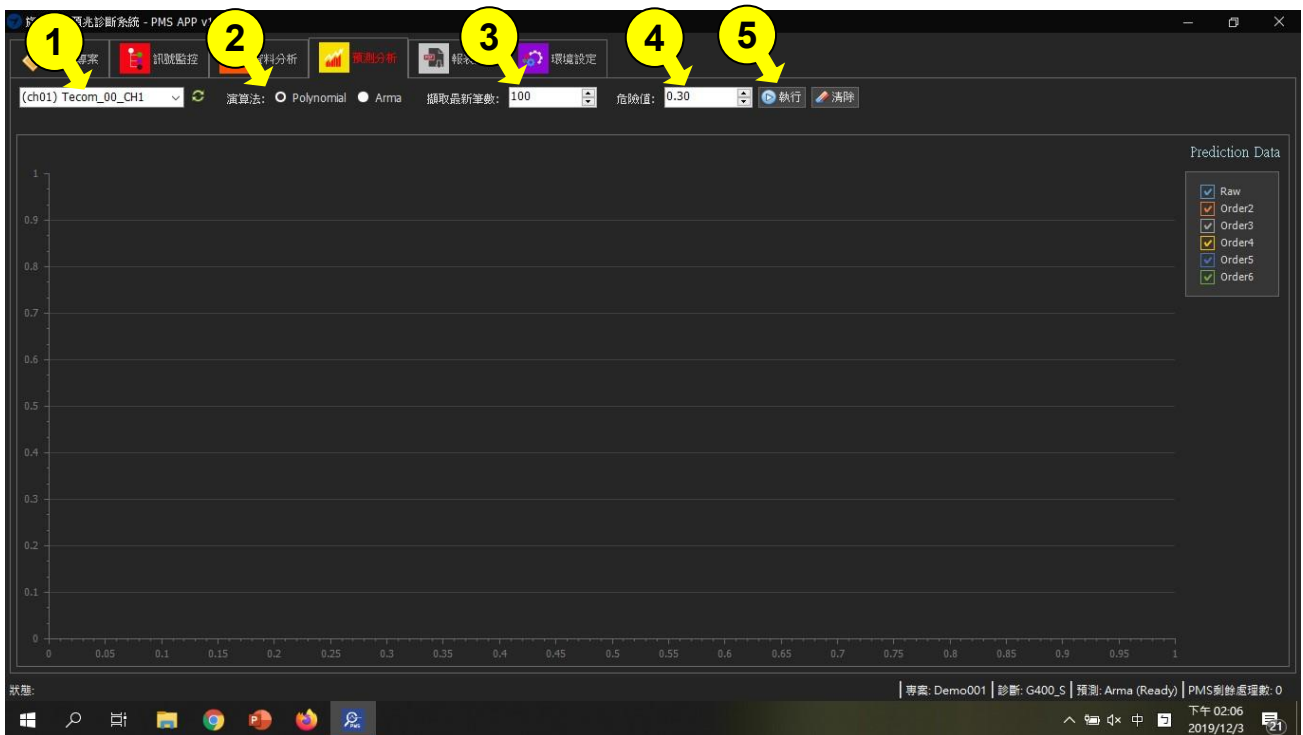 預兆診斷系統 - PMS APP v1
1 2 3 4 5
專案 訊號監控 資料分析 預測分析 報表 環境設定
(ch01) Tecom_00_CH1 演算法: Polynomial Arma 擷取最新筆數: 100 危險值: 0.30 執行 清除
Prediction Data
Raw
Order2
Order3
Order4
Order5
Order6
1
0.9
0.8
0.7
0.6
0.5
0.4
0.3
0.2
0.1
0
0 0.05 0.1 0.15 0.2 0.25 0.3 0.35 0.4 0.45 0.5 0.55 0.6 0.65 0.7 0.75 0.8 0.85 0.9 0.95 1
狀態: 專案: Demo001 診斷: G400_S 預測: Arma (Ready) PMS剩餘處理數: 0
PMS 中 下午 02:06
2019/12/3 21